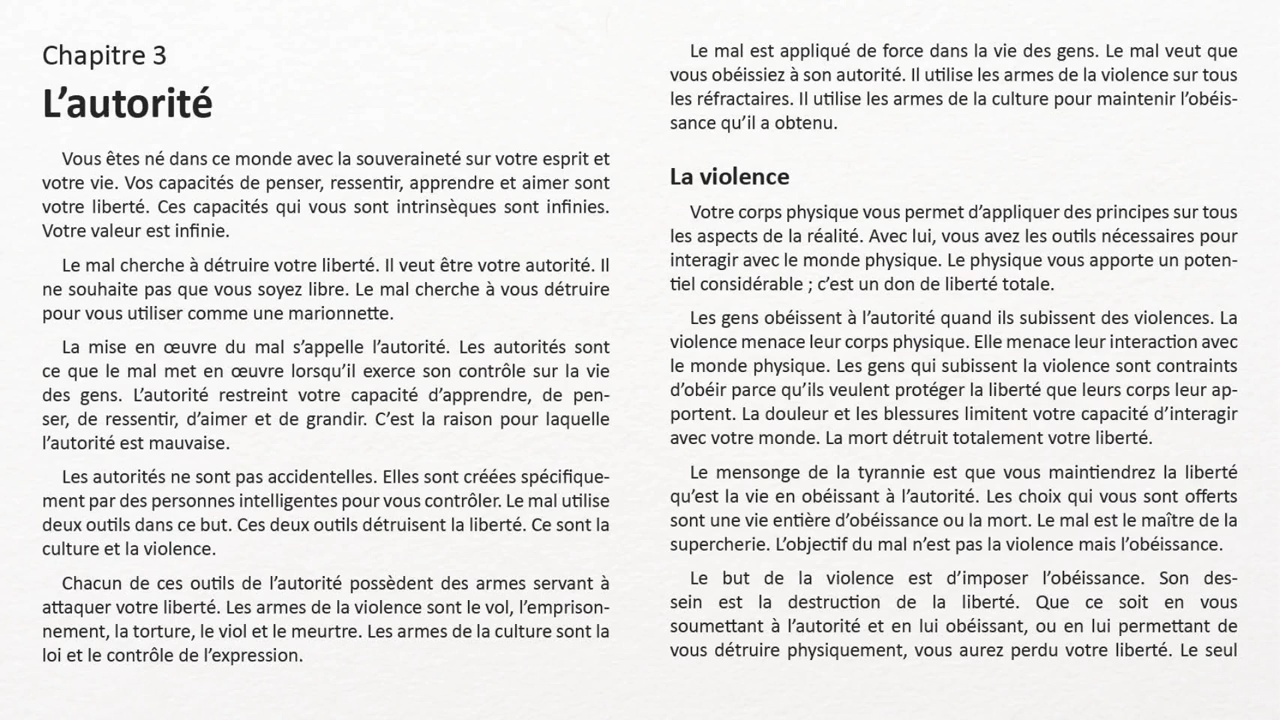 Chapitre 3
L’autorité
Vous êtes né dans ce monde avec la souveraineté sur votre esprit et
votre vie. Vos capacités de penser, ressentir, apprendre et aimer sont
votre liberté. Ces capacités qui vous sont intrinsèques sont infinies.
Votre valeur est infinie.
Le mal cherche à détruire votre liberté. Il veut être votre autorité. Il
ne souhaite pas que vous soyez libre. Le mal cherche à vous détruire
pour vous utiliser comme une marionnette.
La mise en œuvre du mal s’appelle l’autorité. Les autorités sont
ce que le mal met en œuvre lorsqu’il exerce son contrôle sur la vie
des gens. L’autorité restreint votre capacité d’apprendre, de pen-
ser, de ressentir, d’aimer et de grandir. C’est la raison pour laquelle
l’autorité est mauvaise.
Les autorités ne sont pas accidentelles. Elles sont créées spécifique-
ment par des personnes intelligentes pour vous contrôler. Le mal utilise
deux outils dans ce but. Ces deux outils détruisent la liberté. Ce sont la
culture et la violence.
Chacun de ces outils de l’autorité possèdent des armes servant à
attaquer votre liberté. Les armes de la violence sont le vol, l’emprison-
nement, la torture, le viol et le meurtre. Les armes de la culture sont la
loi et le contrôle de l’expression.
Le mal est appliqué de force dans la vie des gens. Le mal veut que
vous obéissiez à son autorité. Il utilise les armes de la violence sur tous
les réfractaires. Il utilise les armes de la culture pour maintenir l’obéis-
sance qu’il a obtenu.
La violence
Votre corps physique vous permet d’appliquer des principes sur tous
les aspects de la réalité. Avec lui, vous avez les outils nécessaires pour
interagir avec le monde physique. Le physique vous apporte un poten-
tiel considérable ; c’est un don de liberté totale.
Les gens obéissent à l’autorité quand ils subissent des violences. La
violence menace leur corps physique. Elle menace leur interaction avec
le monde physique. Les gens qui subissent la violence sont contraints
d’obéir parce qu’ils veulent protéger la liberté que leurs corps leur ap-
portent. La douleur et les blessures limitent votre capacité d’interagir
avec votre monde. La mort détruit totalement votre liberté.
Le mensonge de la tyrannie est que vous maintiendrez la liberté
qu’est la vie en obéissant à l’autorité. Les choix qui vous sont offerts
sont une vie entière d’obéissance ou la mort. Le mal est le maître de la
supercherie. L’objectif du mal n’est pas la violence mais l’obéissance.
Le but de la violence est d’imposer l’obéissance. Son des-
sein est la destruction de la liberté. Que ce soit en vous
soumettant à l’autorité et en lui obéissant, ou en lui permettant de
vous détruire physiquement, vous aurez perdu votre liberté. Le seul